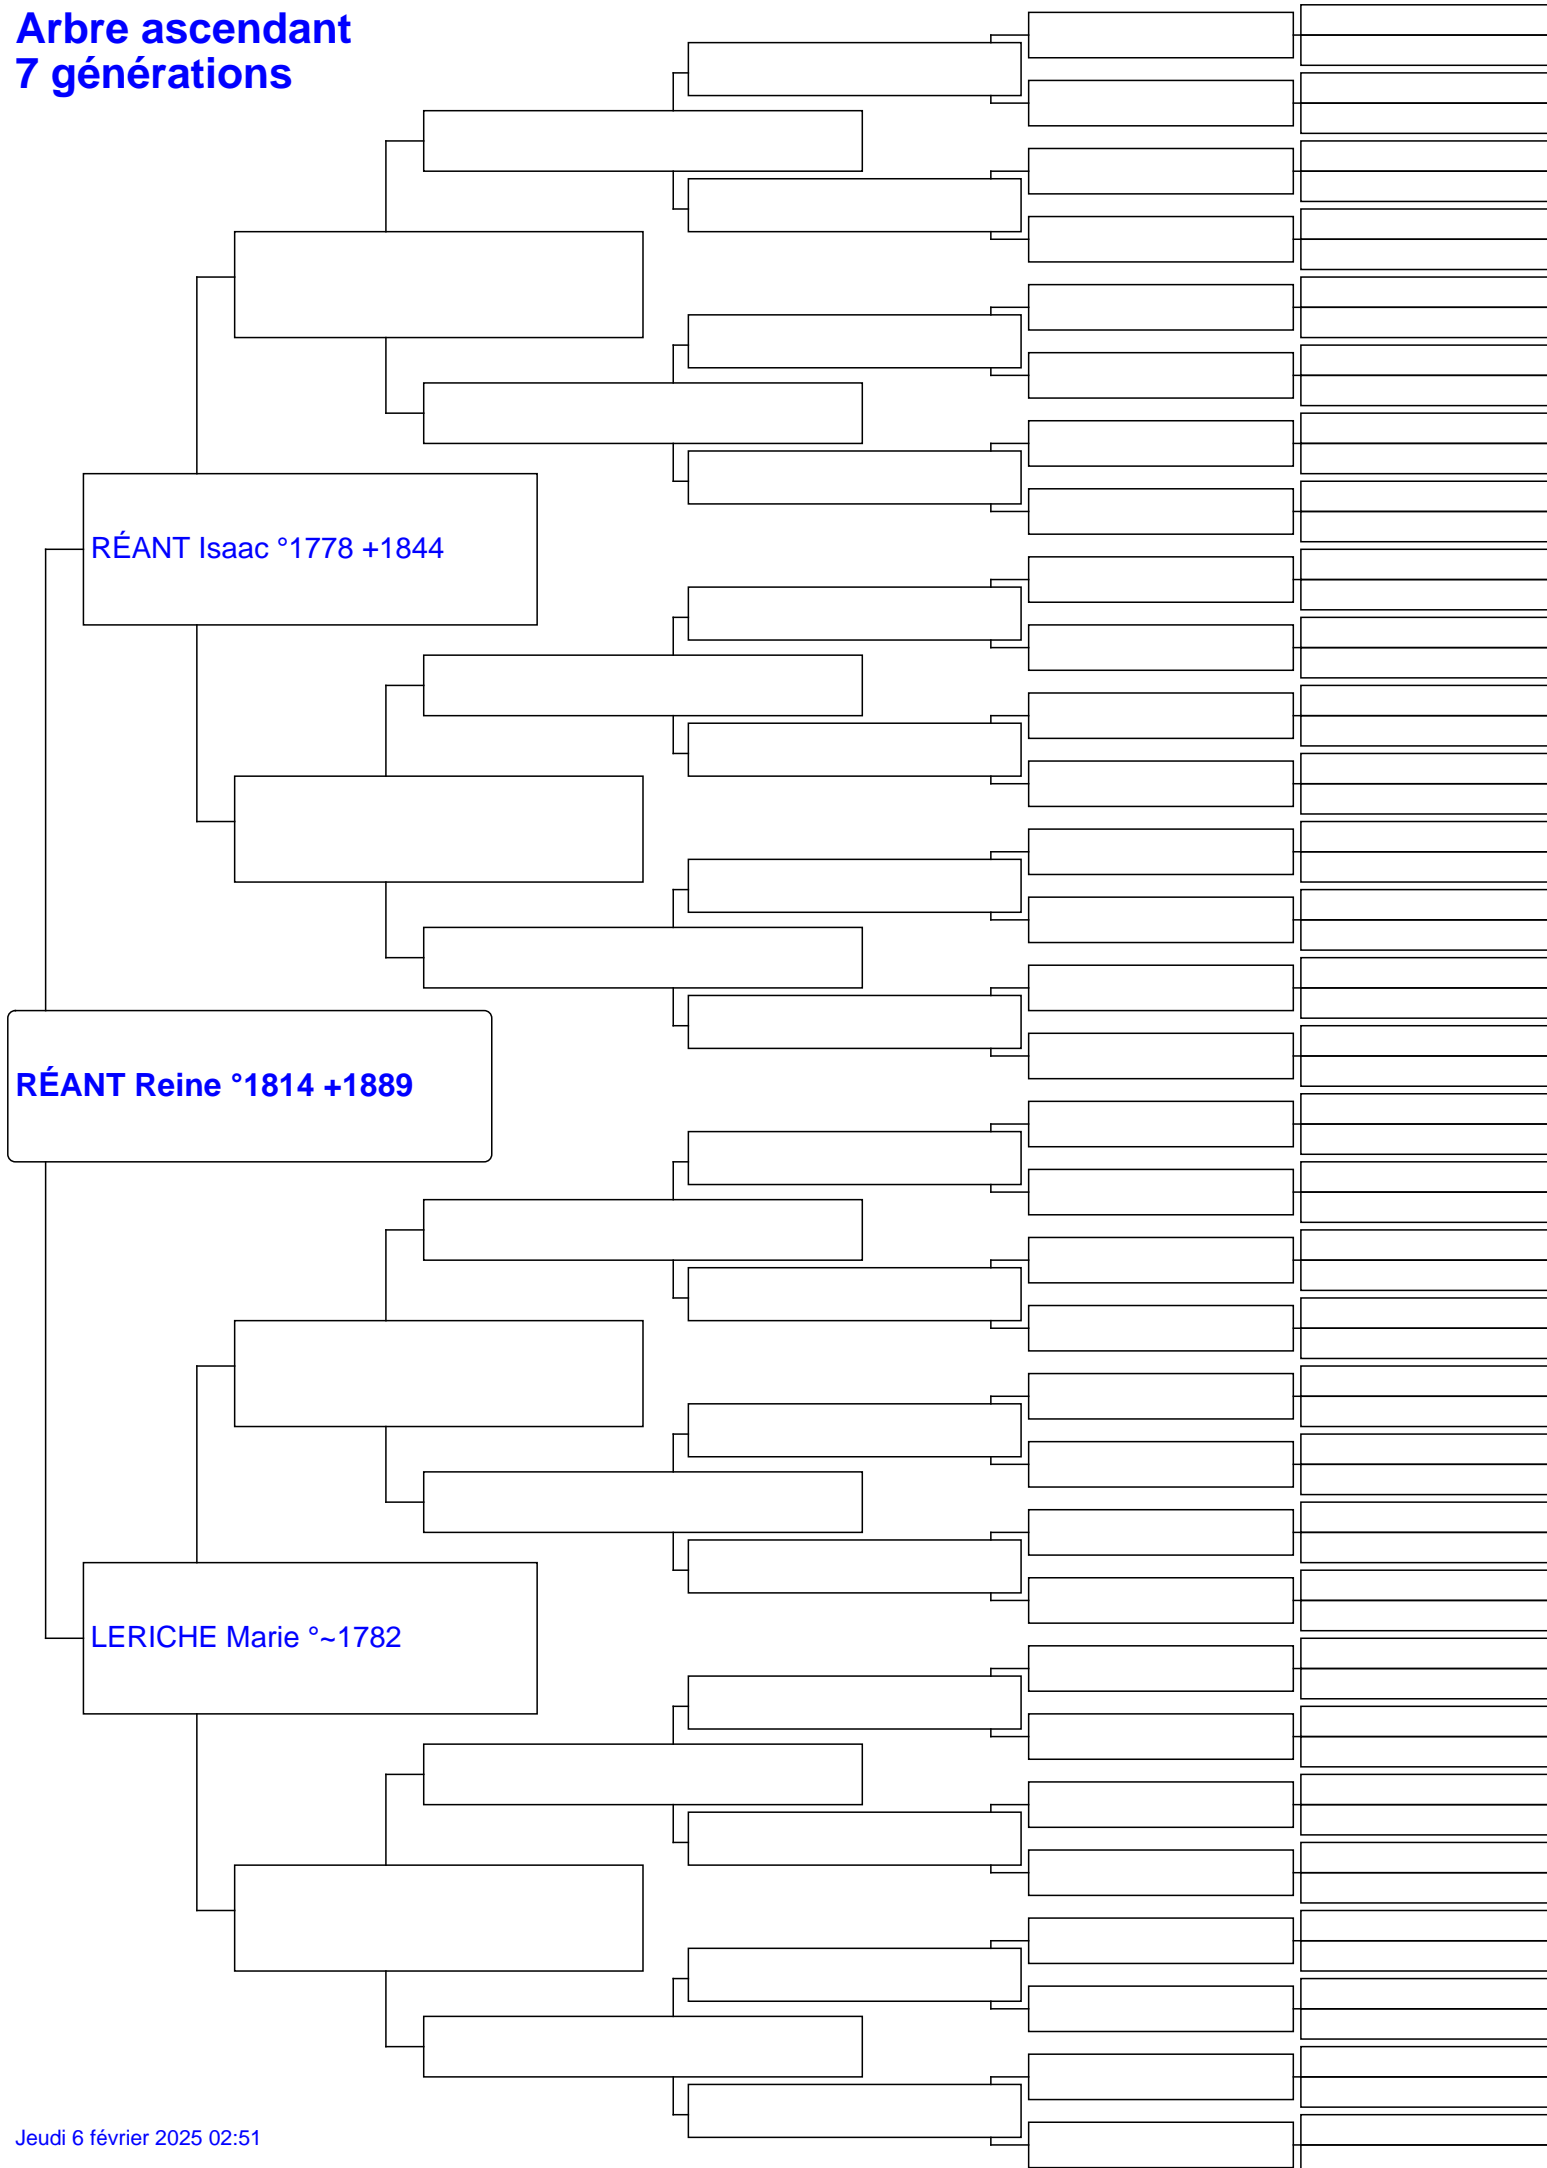 Arbre ascendant
7 générations
RÉANT Isaac °1778 +1844
RÉANT Reine °1814 +1889
LERICHE Marie °~1782
Jeudi 6 février 2025 02:51